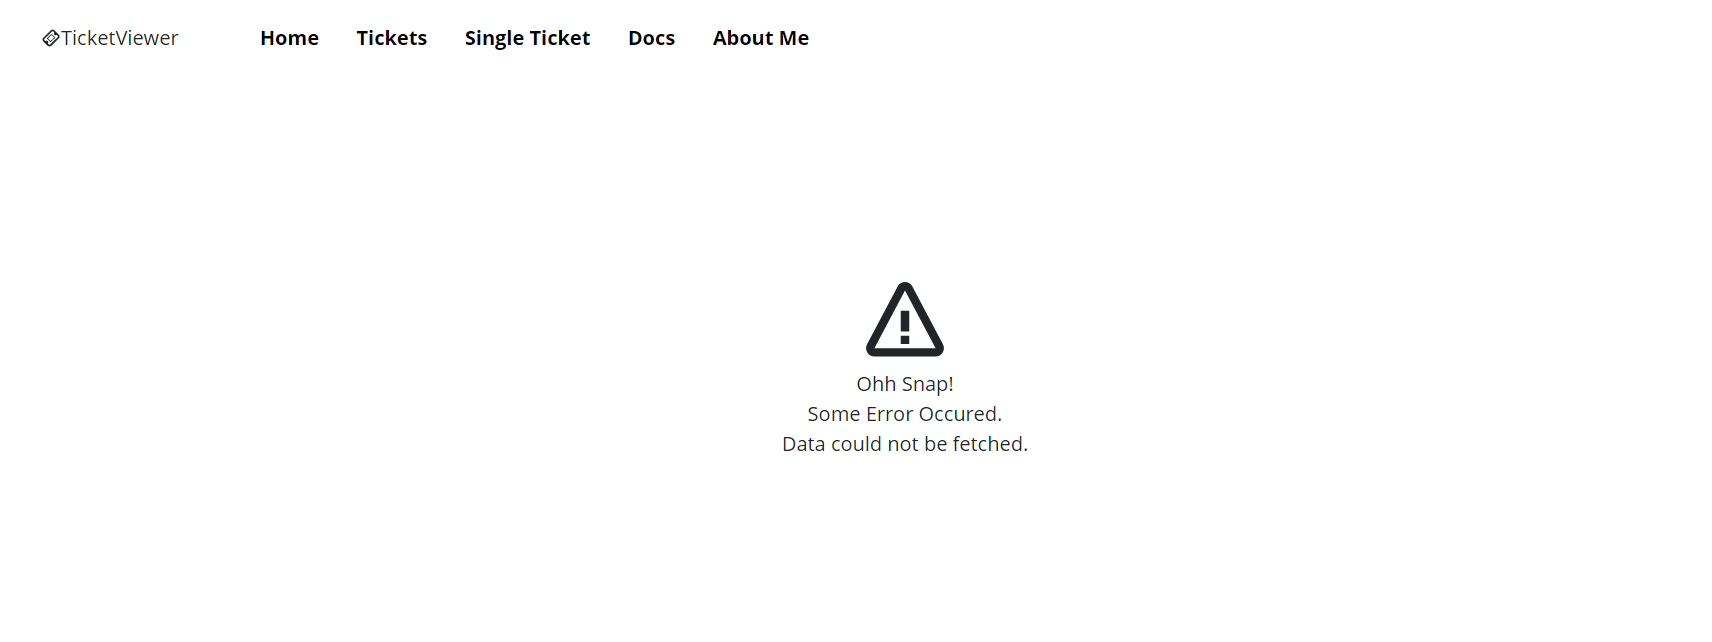 TicketViewer Home Tickets Single Ticket Docs About Me
Ohh Snap!
Some Error Occured.
Data could not be fetched.